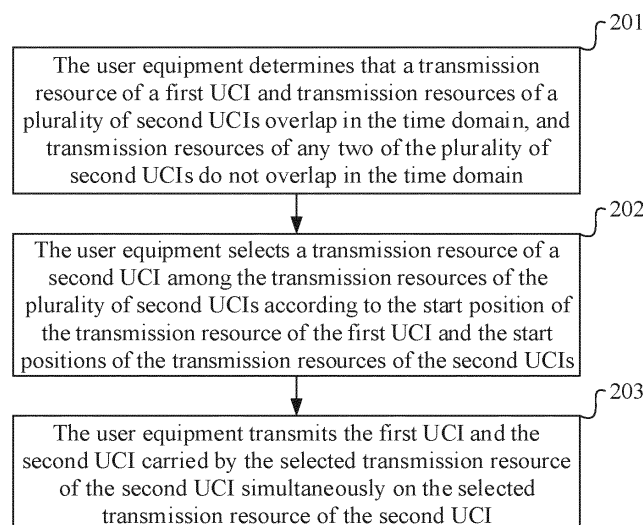 201
The user equipment determines that a transmission
resource of a first UCI and transmission resources of a
plurality of second UCIs overlap in the time domain, and
transmission resources of any two of the plurality of
second UCIs do not overlap in the time domain
202
The user equipment selects a transmission resource of a
second UCI among the transmission resources of the
plurality of second UCIs according to the start position of
the transmission resource of the first UCI and the start
positions of the transmission resources of the second UCIs
203
The user equipment transmits the first UCI and the
second UCI carried by the selected transmission resource
of the second UCI simultaneously on the selected
transmission resource of the second UCI